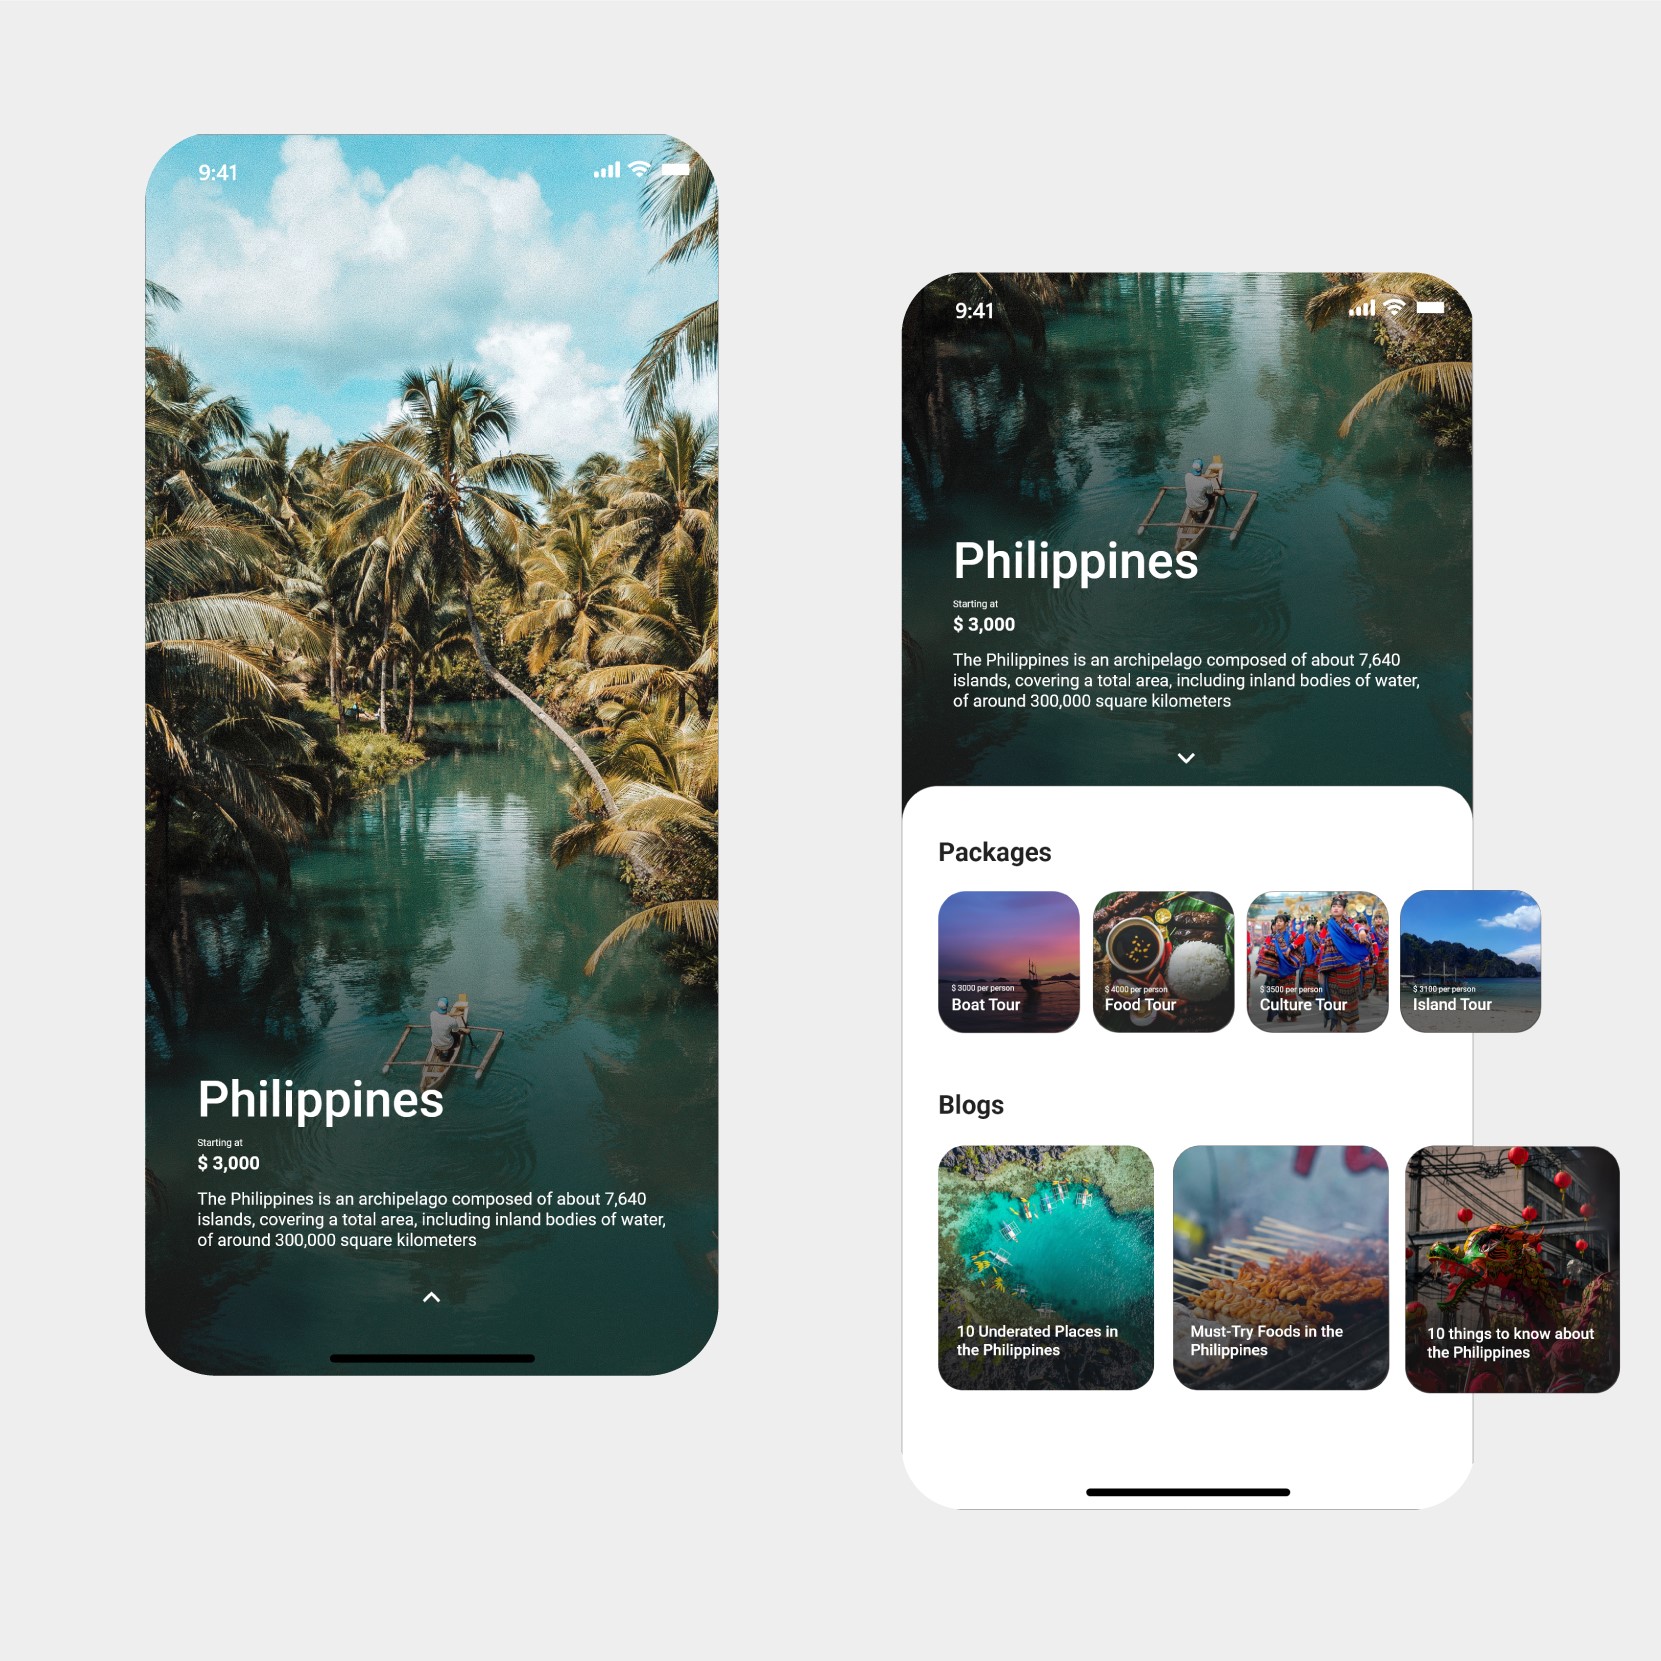 9:41
Philippines
Starting at
$ 3,000
The Philippines is an archipelago composed of about 7,640
islands, covering a total area, including inland bodies of water,
of around 300,000 square kilometers
9:41
Philippines
Starting at
$ 3,000
The Philippines is an archipelago composed of about 7,640
islands, covering a total area, including inland bodies of water,
of around 300,000 square kilometers
Packages
$ 3000 per person
Boat Tour
$ 4000 per person
Food Tour
$ 3500 per person
Culture Tour
$ 3100 per person
Island Tour
Blogs
10 Underated Places in
the Philippines
Must-Try Foods in the
Philippines
10 things to know about
the Philippines